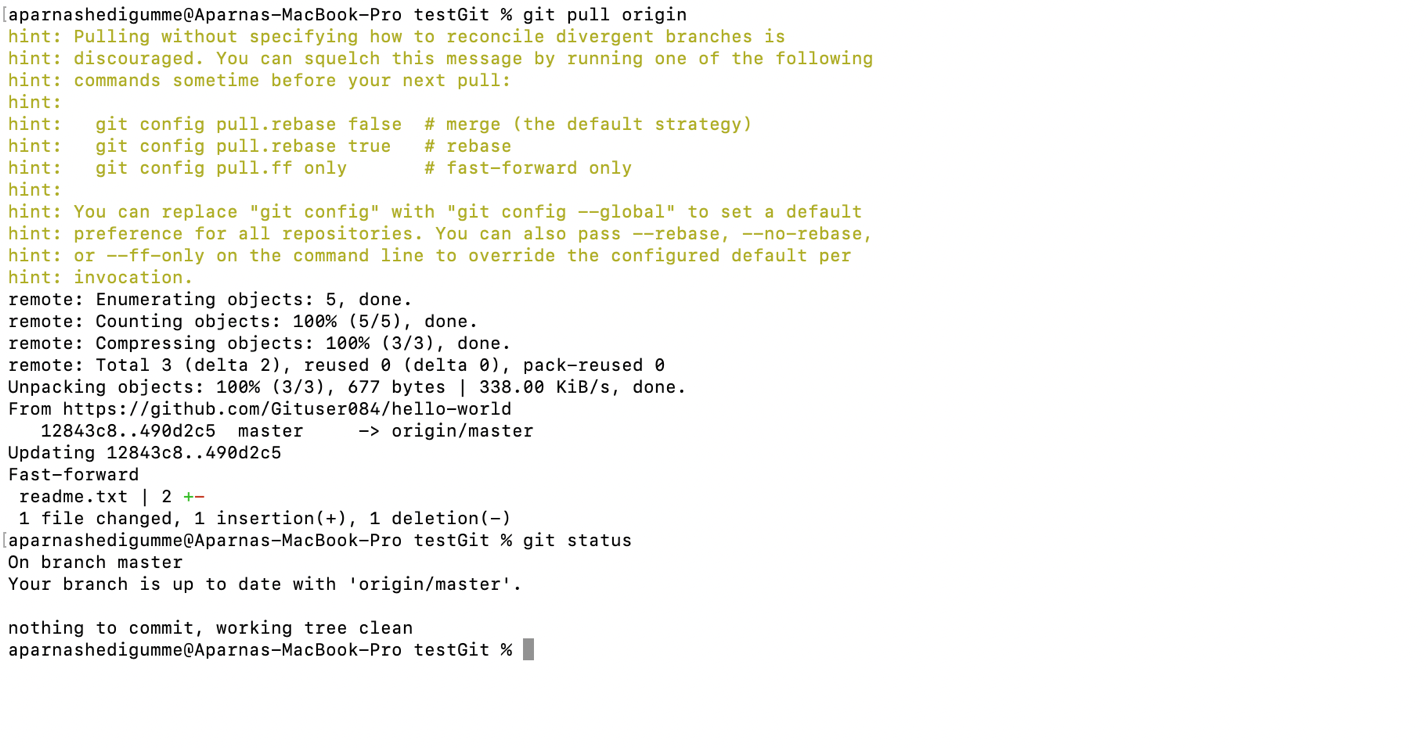 [aparnashedigumme@Aparnas-MacBook-Pro testGit % git pull origin
hint: Pulling without specifying how to reconcile divergent branches is
hint: discouraged. You can squelch this message by running one of the following
hint: commands sometime before your next pull:
hint:
hint:   git config pull.rebase false  # merge (the default strategy)
hint:   git config pull.rebase true   # rebase
hint:   git config pull.ff only       # fast-forward only
hint:
hint: You can replace "git config" with "git config --global" to set a default
hint: preference for all repositories. You can also pass --rebase, --no-rebase,
hint: or --ff-only on the command line to override the configured default per
hint: invocation.
remote: Enumerating objects: 5, done.
remote: Counting objects: 100% (5/5), done.
remote: Compressing objects: 100% (3/3), done.
remote: Total 3 (delta 2), reused 0 (delta 0), pack-reused 0
Unpacking objects: 100% (3/3), 677 bytes | 338.00 KiB/s, done.
From https://github.com/Gituser084/hello-world
   12843c8..490d2c5  master     -> origin/master
Updating 12843c8..490d2c5
Fast-forward
 readme.txt | 2 +-
 1 file changed, 1 insertion(+), 1 deletion(-)
[aparnashedigumme@Aparnas-MacBook-Pro testGit % git status
On branch master
Your branch is up to date with 'origin/master'.

nothing to commit, working tree clean
aparnashedigumme@Aparnas-MacBook-Pro testGit %